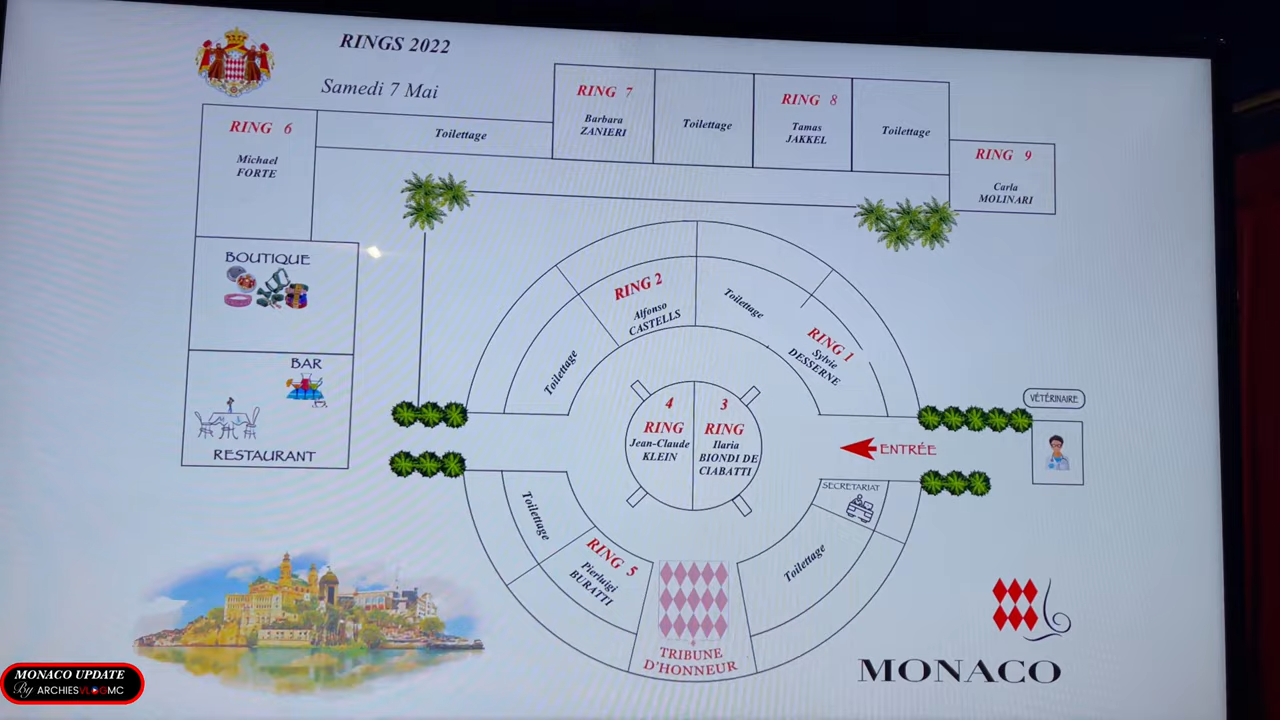 RINGS 2022
Samedi 7 Mai
RING 6
Michael
FORTE
Toilettage
RING 7
Barbara
ZANIERI
Toilettage
RING 8
Tamas
JAKKEL
Toilettage
RING 9
Carla
MOLINARI
BOUTIQUE
BAR
RESTAURANT
RING 2
Alfonso
CASTELLS
Toilettage
RING 1
Sylvie
DESSERNE
Toilettage
4
RING
Jean-Claude
KLEIN
3
RING
Ilaria
BIONDI DE
CIABATTI
ENTRÉE
VÉTÉRINAIRE
SECRETARIAT
Toilettage
RING 5
Pierluigi
BURATTI
Toilettage
TRIBUNE
D'HONNEUR
MONACO
MONACO UPDATE
By ARCHIESVLOGMC